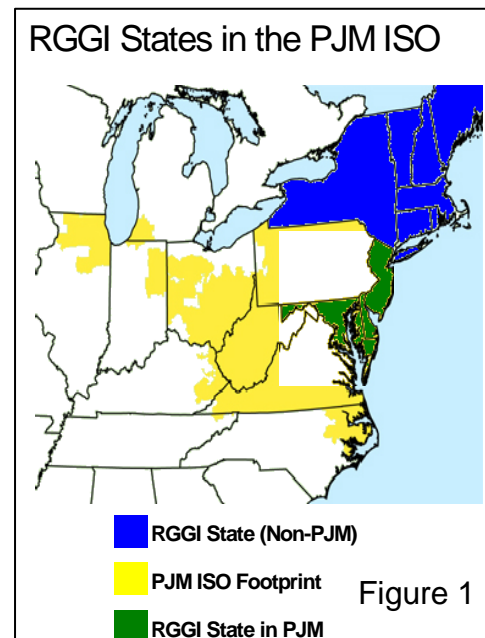 RGGI States in the PJM ISO
RGGI State (Non-PJM)
PJM ISO Footprint
Figure 1
RGGI State in PJM